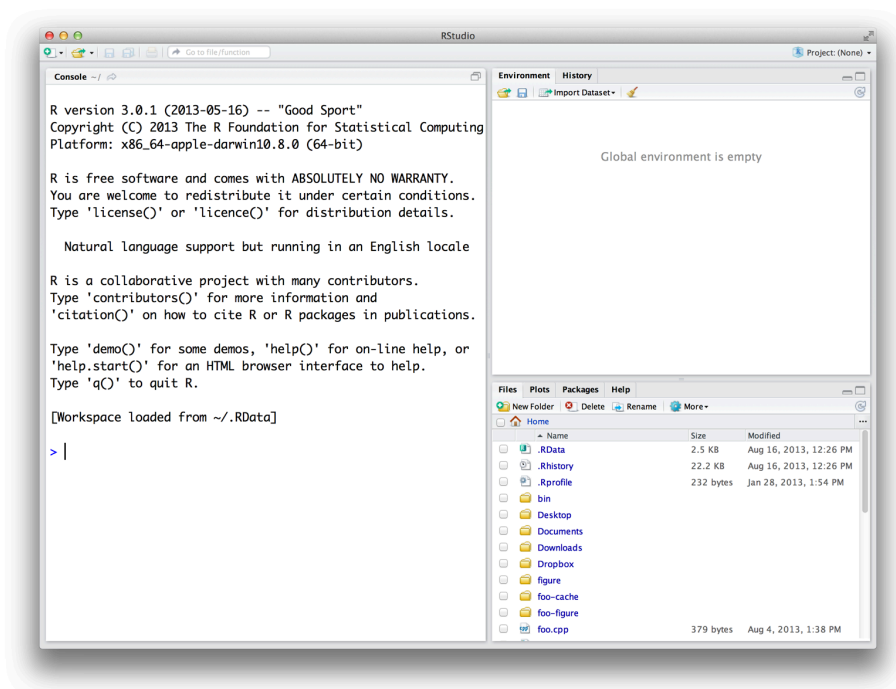 RStudio
Go to file/function
Project: (None)
Console ~/
R version 3.0.1 (2013-05-16) -- "Good Sport"
Copyright (C) 2013 The R Foundation for Statistical Computing
Platform: x86_64-apple-darwin10.8.0 (64-bit)
R is free software and comes with ABSOLUTELY NO WARRANTY.
You are welcome to redistribute it under certain conditions.
Type 'license()' or 'licence()' for distribution details.
Natural language support but running in an English locale
R is a collaborative project with many contributors.
Type 'contributors()' for more information and
'citation()' on how to cite R or R packages in publications.
Type 'demo()' for some demos, 'help()' for on-line help, or
'help.start()' for an HTML browser interface to help.
Type 'q()' to quit R.
[Workspace loaded from ~/.RData]
>
Environment History
Import Dataset
Global environment is empty
Files Plots Packages Help
New Folder Delete Rename More
Home ...
Name Size Modified
.RData 2.5 KB Aug 16, 2013, 12:26 PM
.Rhistory 22.2 KB Aug 16, 2013, 12:26 PM
.Rprofile 232 bytes Jan 28, 2013, 1:54 PM
bin
Desktop
Documents
Downloads
Dropbox
figure
foo-cache
foo-figure
foo.cpp 379 bytes Aug 4, 2013, 1:38 PM